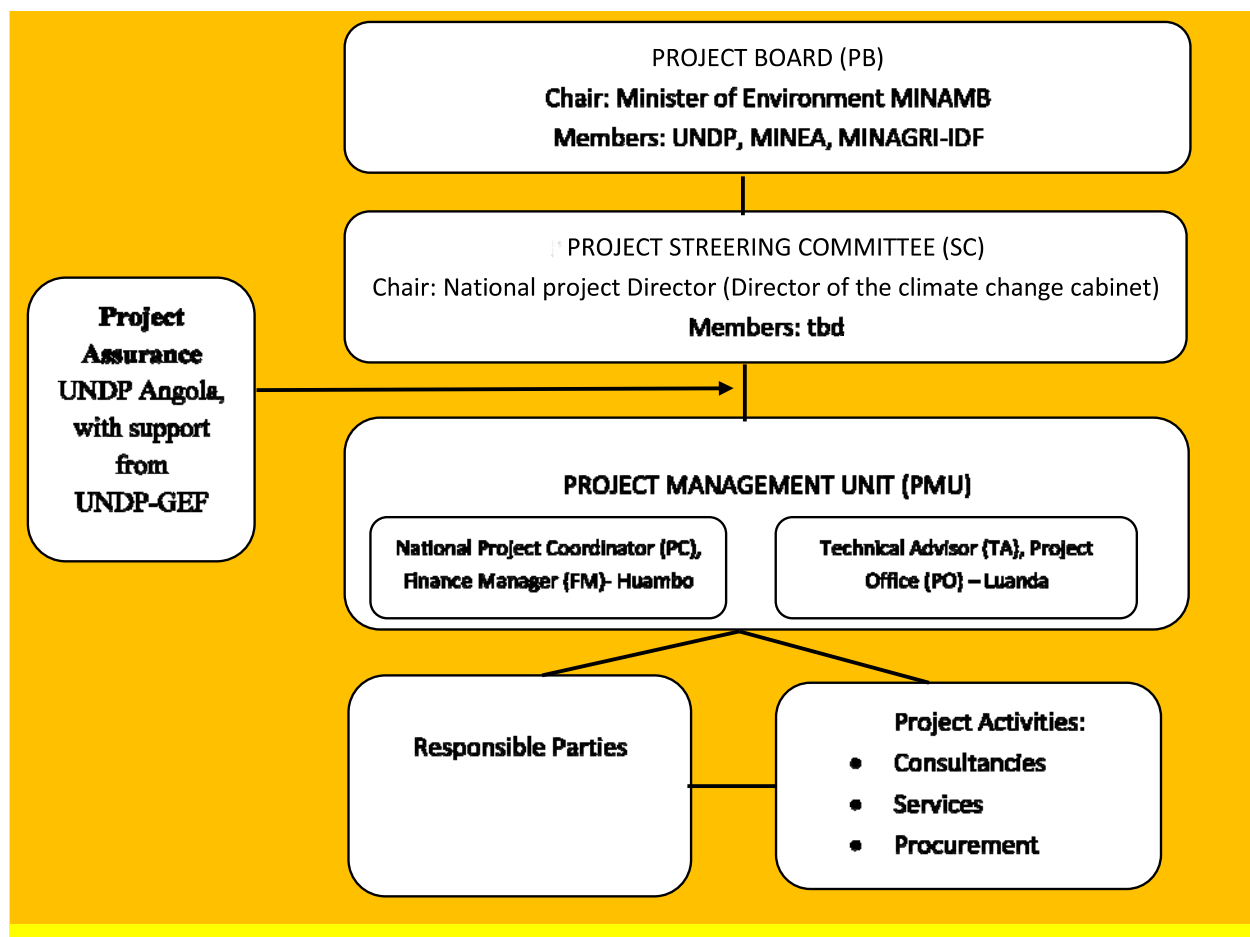 PROJECT BOARD (PB)
Chair: Minister of Environment MINAMB
Members: UNDP, MINEA, MINAGRI-IDF
PROJECT STREERING COMMITTEE (SC)
Chair: National project Director (Director of the climate change cabinet)
Members: tbd
Project
Assurance
UNDP Angola,
with support
from
UNDP-GEF
PROJECT MANAGEMENT UNIT (PMU)
National Project Coordinator (PC),
Finance Manager (FM)- Huambo
Technical Advisor (TA), Project
Office (PO) – Luanda
Responsible Parties
Project Activities:
• Consultancies
• Services
• Procurement